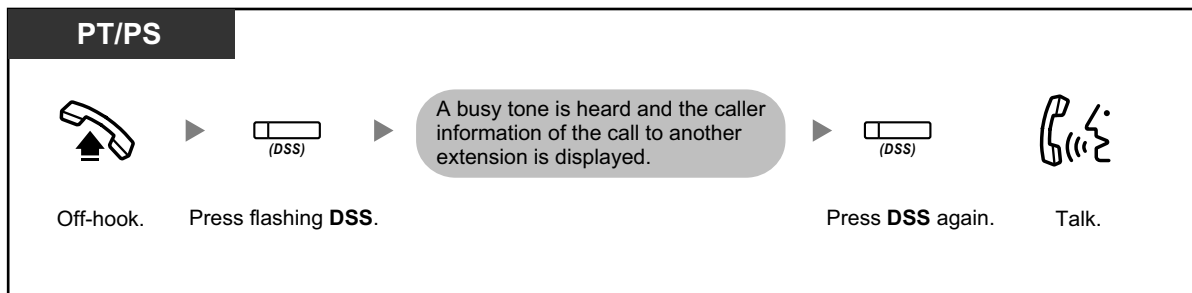 PT/PS
A busy tone is heard and the caller
information of the call to another
extension is displayed.
(DSS)
(DSS)
Off-hook.
Press flashing DSS.
Press DSS again.
Talk.